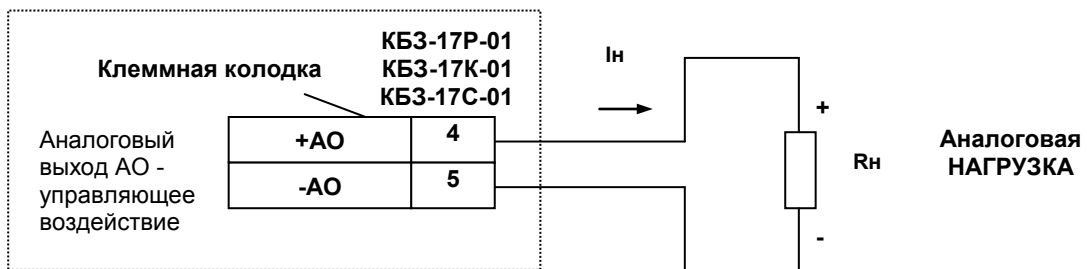 КБЗ-17Р-01
КБЗ-17К-01
КБЗ-17С-01
Клеммная колодка
Аналоговый
выход АО -
управляющее
воздействие
+АО 4
-АО 5
Iн
+
Rн
-
Аналоговая
НАГРУЗКА